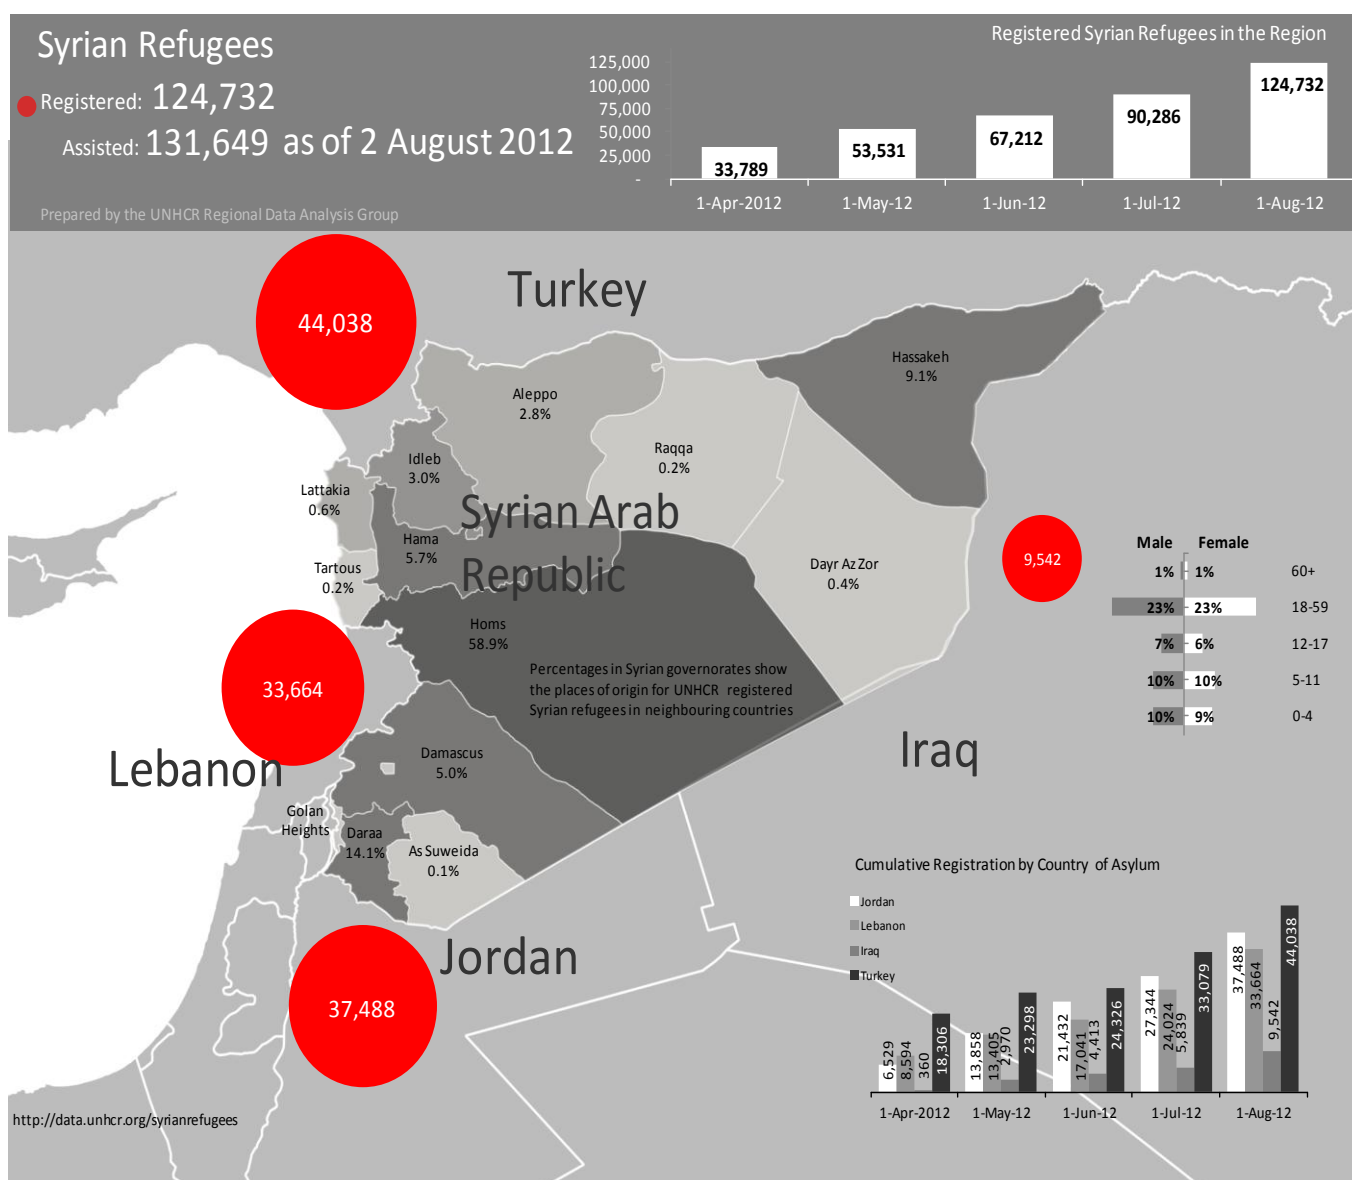 Syrian Refugees
Registered: 124,732
Assisted: 131,649 as of 2 August 2012
Prepared by the UNHCR Regional Data Analysis Group
Registered Syrian Refugees in the Region
125,000
100,000
75,000
50,000
25,000
-
33,789
53,531
67,212
90,286
124,732
1-Apr-2012
1-May-12
1-Jun-12
1-Jul-12
1-Aug-12
Turkey
44,038
Hassakeh
9.1%
Aleppo
2.8%
Raqqa
0.2%
Idleb
3.0%
Lattakia
0.6%
Syrian Arab
Republic
Hama
5.7%
Tartous
0.2%
Dayr Az Zor
0.4%
9,542
Homs
58.9%
Percentages in Syrian governorates show
the places of origin for UNHCR registered
Syrian refugees in neighbouring countries
33,664
Lebanon
Damascus
5.0%
Iraq
Golan
Heights
Daraa
14.1%
As Suweida
0.1%
Jordan
37,488
Male Female
1% 1% 60+
23% 23% 18-59
7% 6% 12-17
10% 10% 5-11
10% 9% 0-4
Cumulative Registration by Country of Asylum
Jordan
Lebanon
Iraq
Turkey
6,529
8,594
360
18,306
13,858
13,405
2,970
23,298
21,432
17,041
4,413
24,326
27,344
24,024
5,839
33,079
37,488
33,664
9,542
44,038
1-Apr-2012
1-May-12
1-Jun-12
1-Jul-12
1-Aug-12
http://data.unhcr.org/syrianrefugees